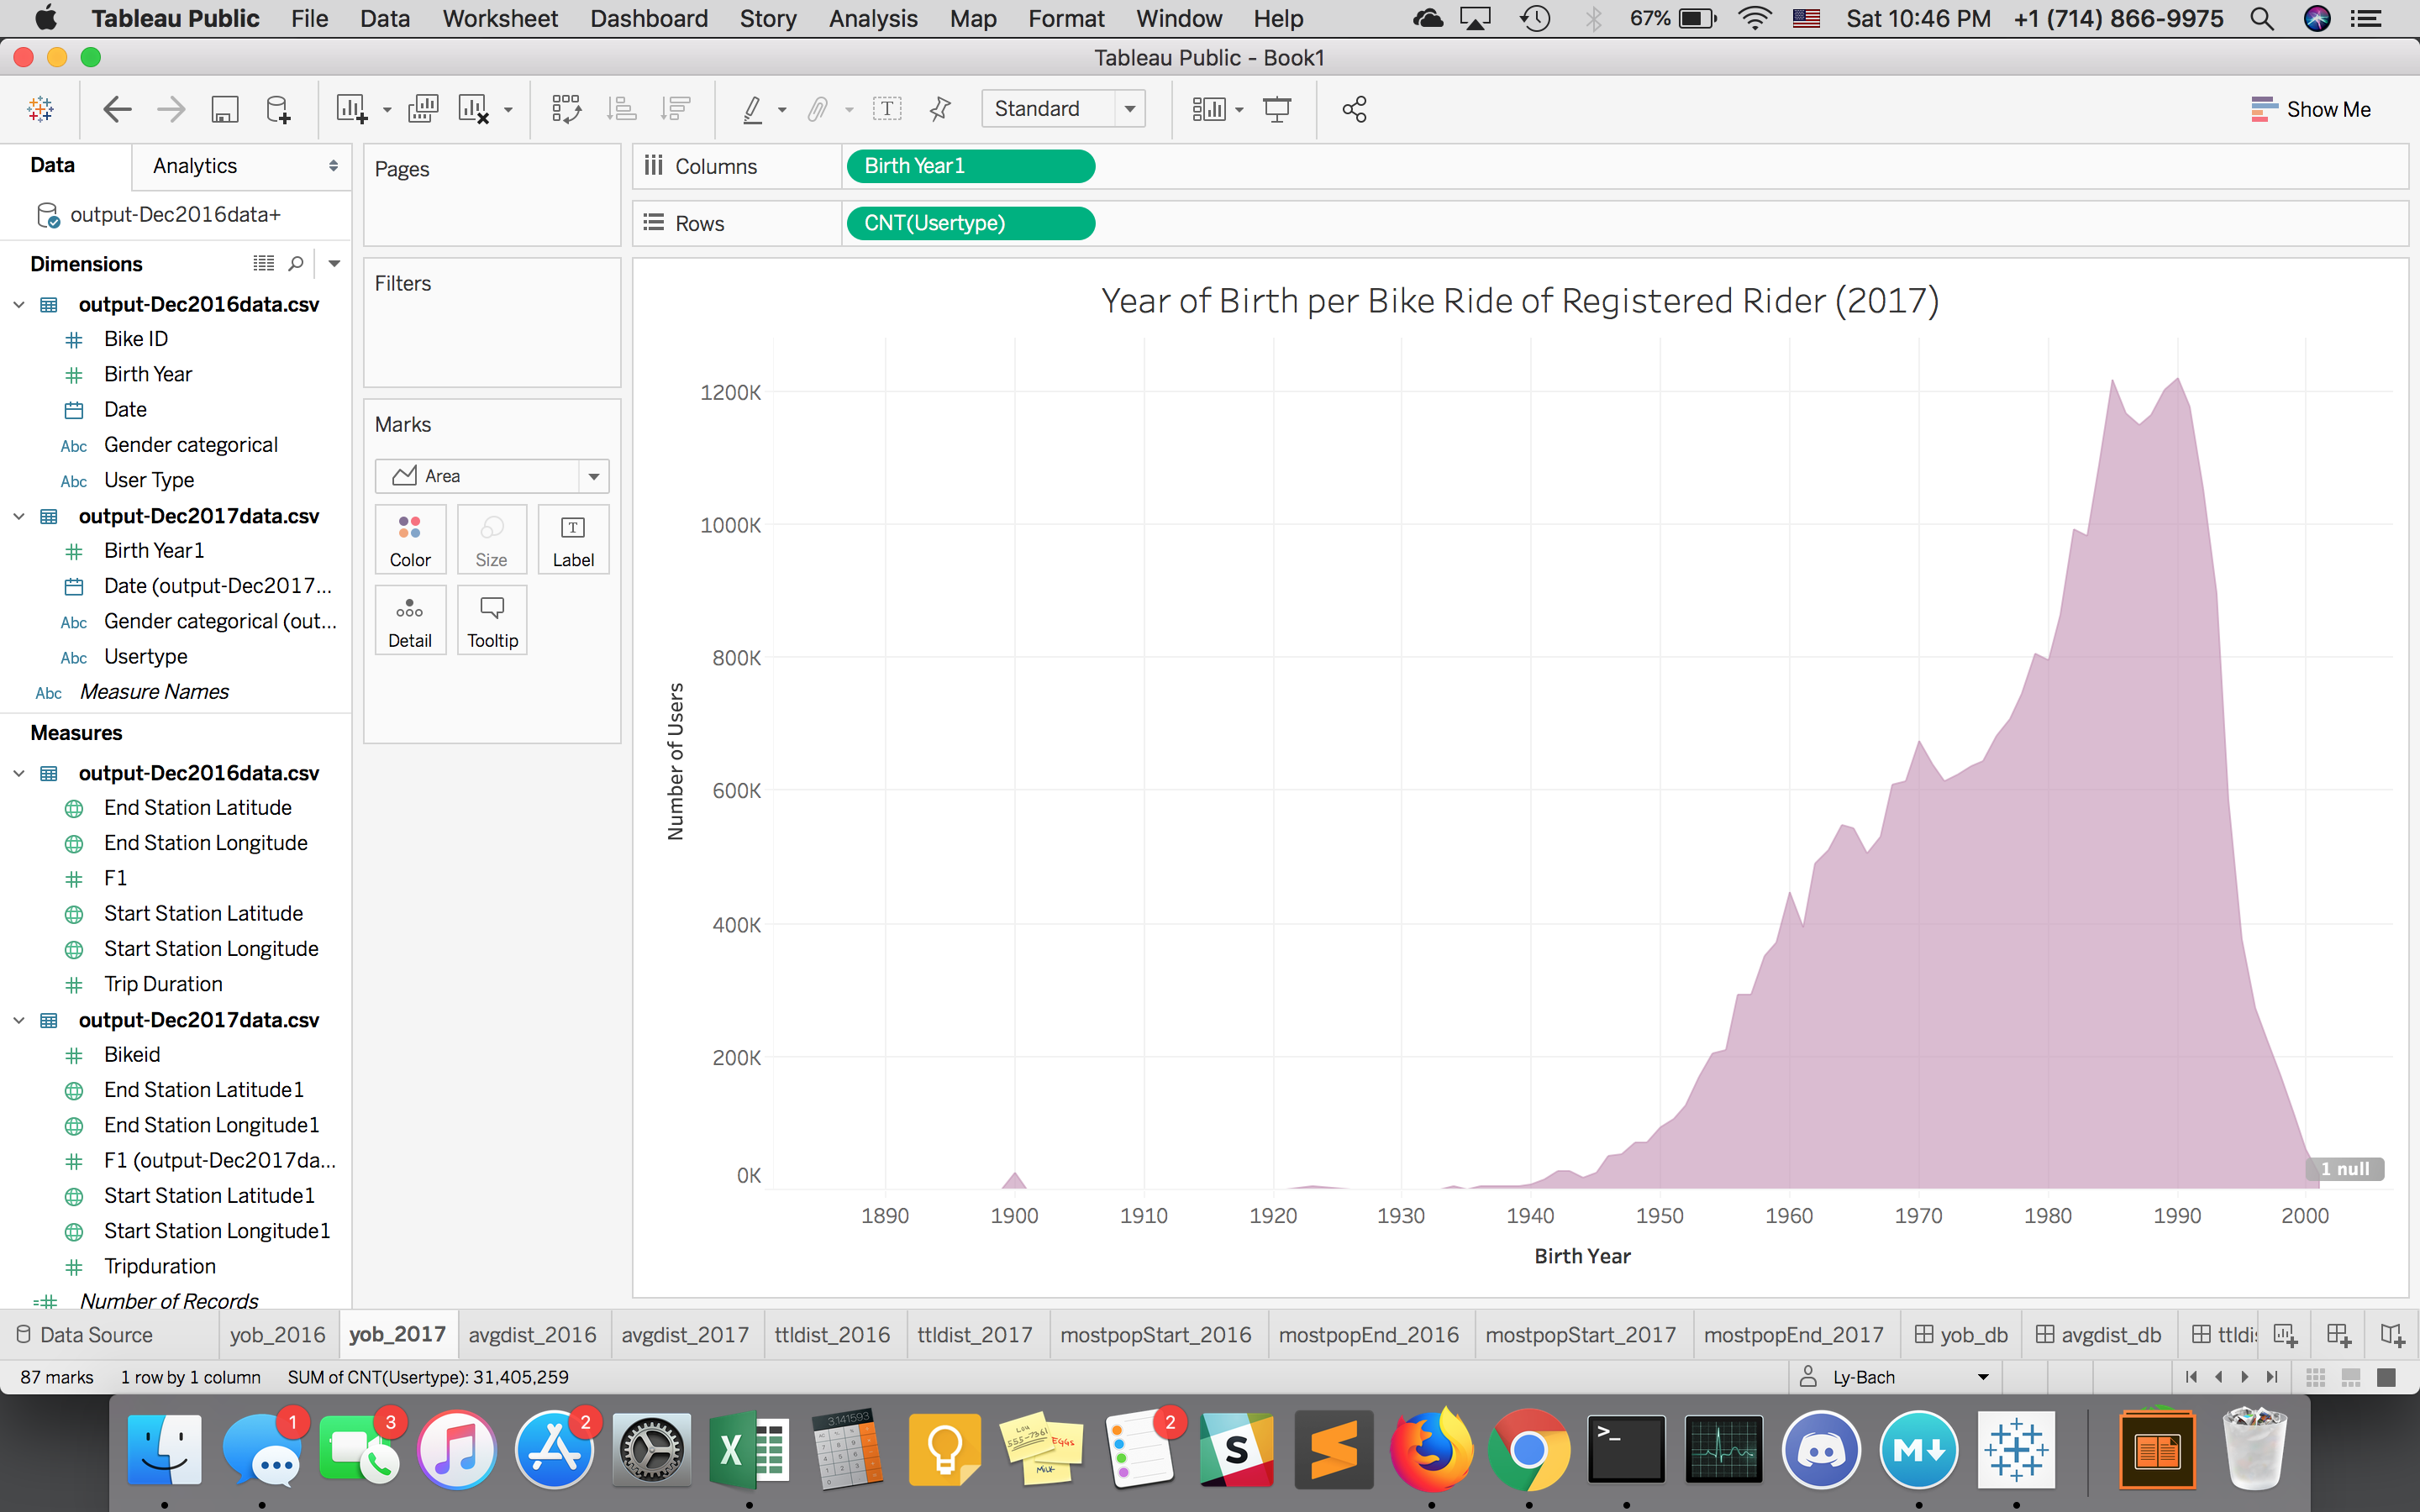 Tableau Public File Data Worksheet Dashboard Story Analysis Map Format Window Help 67% Sat 10:46 PM +1 (714) 866-9975
Tableau Public - Book1
Standard
Show Me
Data Analytics
output-Dec2016data+
Dimensions
output-Dec2016data.csv
Bike ID
Birth Year
Date
Abc Gender categorical
Abc User Type
output-Dec2017data.csv
Birth Year1
Date (output-Dec2017...
Abc Gender categorical (out...
Abc Usertype
Abc Measure Names
Measures
output-Dec2016data.csv
End Station Latitude
End Station Longitude
F1
Start Station Latitude
Start Station Longitude
Trip Duration
output-Dec2017data.csv
Bikeid
End Station Latitude1
End Station Longitude1
F1 (output-Dec2017da...
Start Station Latitude1
Start Station Longitude1
Tripduration
Number of Records
Pages
Filters
Marks
Area
Color Size Label
Detail Tooltip
Columns Birth Year1
Rows CNT(Usertype)
Year of Birth per Bike Ride of Registered Rider (2017)
Number of Users
1200K
1000K
800K
600K
400K
200K
0K
1 null
1890 1900 1910 1920 1930 1940 1950 1960 1970 1980 1990 2000
Birth Year
Data Source yob_2016 yob_2017 avgdist_2016 avgdist_2017 ttldist_2016 ttldist_2017 mostpopStart_2016 mostpopEnd_2016 mostpopStart_2017 mostpopEnd_2017 yob_db avgdist_db ttldi
87 marks 1 row by 1 column SUM of CNT(Usertype): 31,405,259 Ly-Bach
1 3 2 3.141593 555-7361 EGGS MILK 2